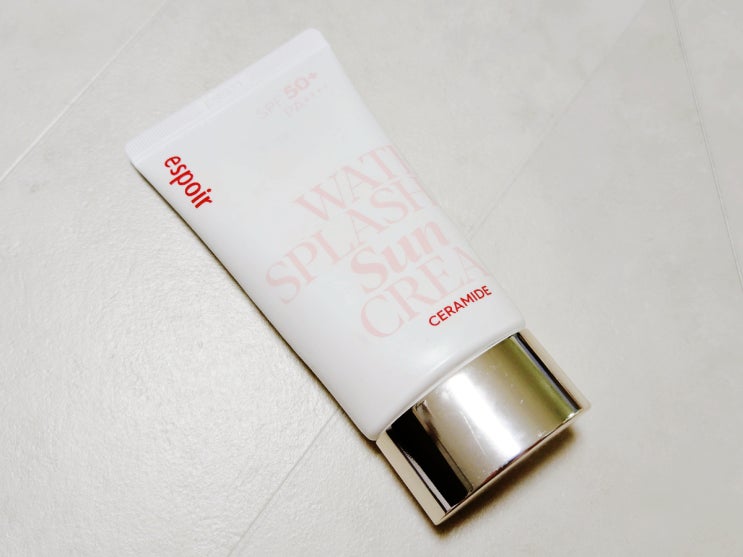 SPF50+
PA++++
espoir
WAT
SPLASH
Sun
CREA
CERAMIDE